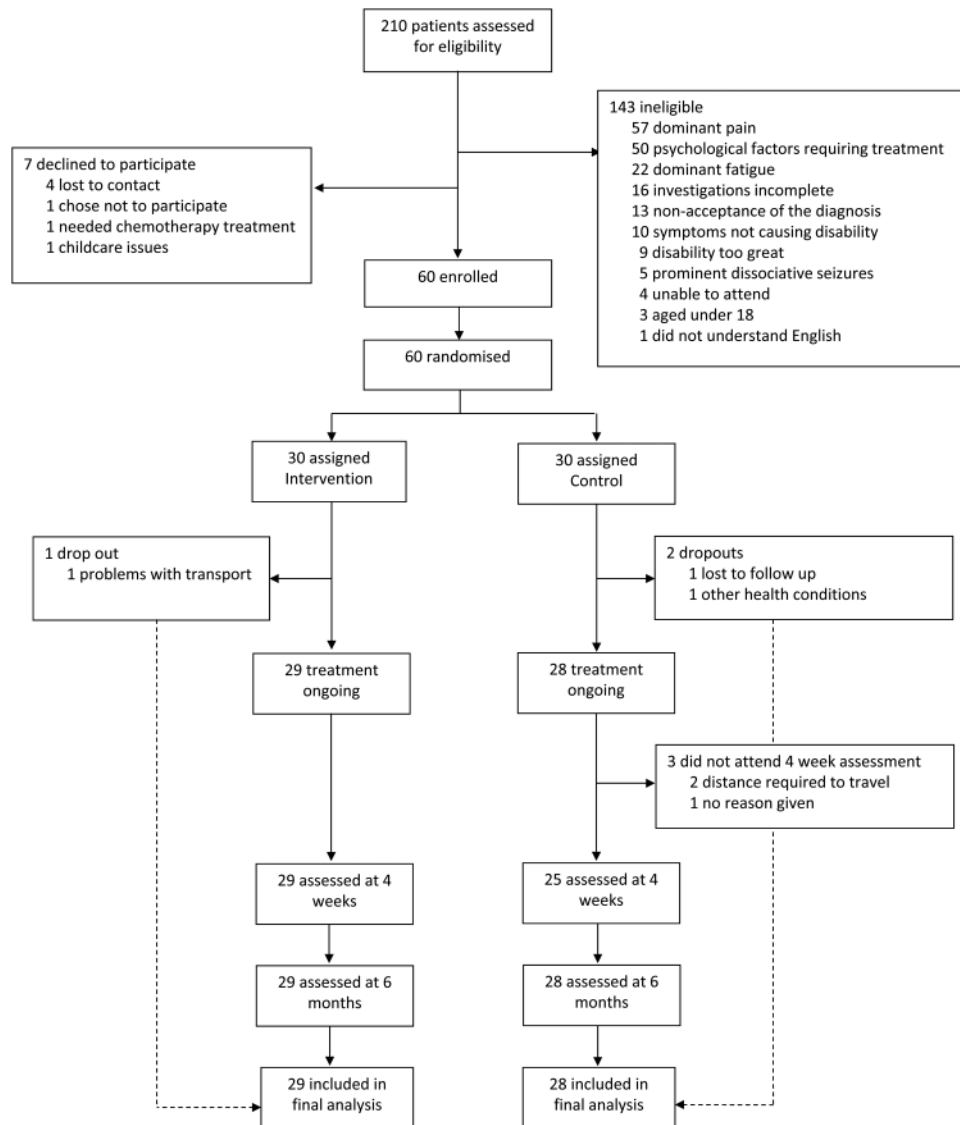 210 patients assessed
for eligibility
143 ineligible
57 dominant pain
50 psychological factors requiring treatment
22 dominant fatigue
16 investigations incomplete
13 non-acceptance of the diagnosis
10 symptoms not causing disability
9 disability too great
5 prominent dissociative seizures
4 unable to attend
3 aged under 18
1 did not understand English
7 declined to participate
4 lost to contact
1 chose not to participate
1 needed chemotherapy treatment
1 childcare issues
60 enrolled
60 randomised
30 assigned
Intervention
30 assigned
Control
1 drop out
1 problems with transport
2 dropouts
1 lost to follow up
1 other health conditions
29 treatment
ongoing
28 treatment
ongoing
3 did not attend 4 week assessment
2 distance required to travel
1 no reason given
29 assessed at 4
weeks
25 assessed at 4
weeks
29 assessed at 6
months
28 assessed at 6
months
29 included in
final analysis
28 included in
final analysis